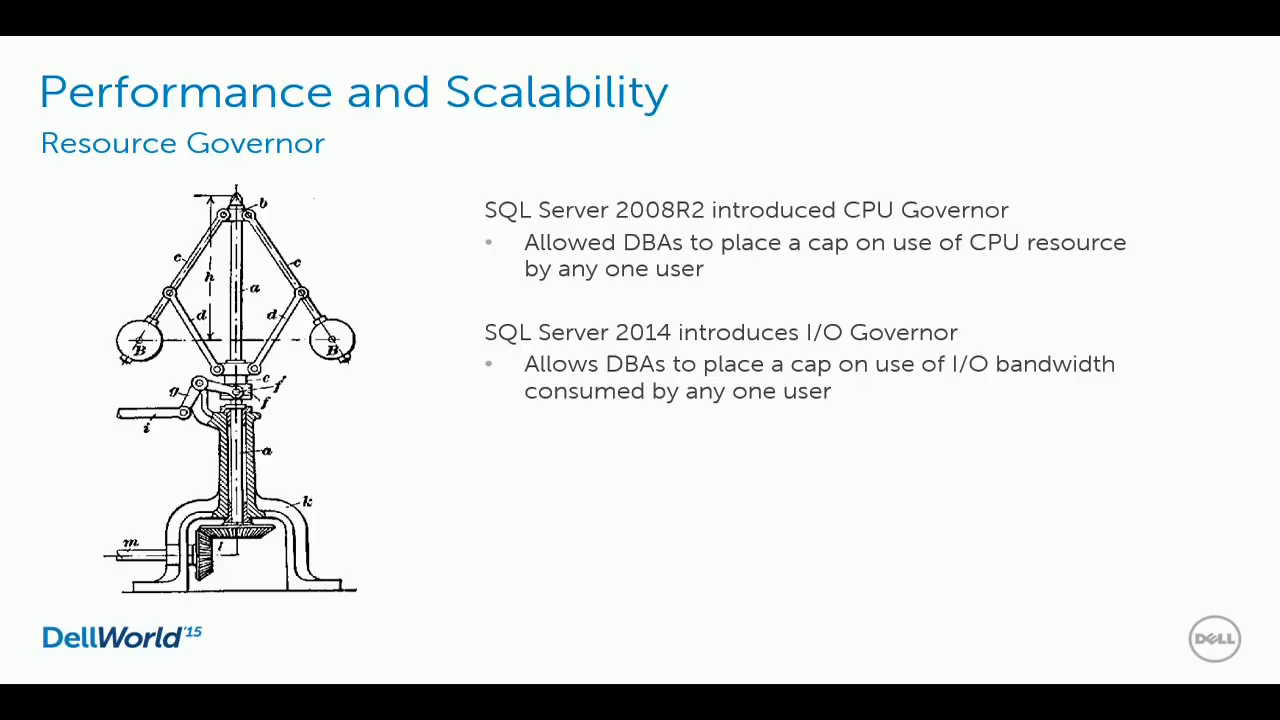 Performance and Scalability
Resource Governor
SQL Server 2008R2 introduced CPU Governor
• Allowed DBAs to place a cap on use of CPU resource
by any one user
SQL Server 2014 introduces I/O Governor
• Allows DBAs to place a cap on use of I/O bandwidth
consumed by any one user
b
c
c
h
a
d
d
B
B
e
f
g
f
i
a
k
m
l
DellWorld'15
DELL